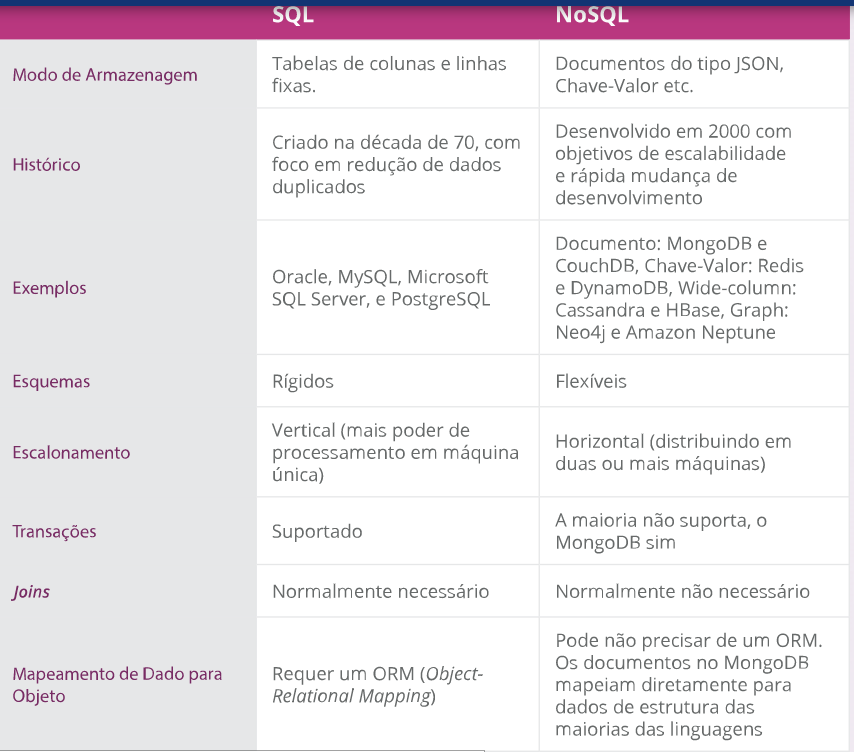 SQL
NoSQL
Modo de Armazenagem
Tabelas de colunas e linhas
fixas.
Documentos do tipo JSON,
Chave-Valor etc.
Histórico
Criado na década de 70, com
foco em redução de dados
duplicados
Desenvolvido em 2000 com
objetivos de escalabilidade
e rápida mudança de
desenvolvimento
Exemplos
Oracle, MySQL, Microsoft
SQL Server, e PostgreSQL
Documento: MongoDB e
CouchDB, Chave-Valor: Redis
e DynamoDB, Wide-column:
Cassandra e HBase, Graph:
Neo4j e Amazon Neptune
Esquemas
Rígidos
Flexíveis
Escalonamento
Vertical (mais poder de
processamento em máquina
única)
Horizontal (distribuindo em
duas ou mais máquinas)
Transações
Suportado
A maioria não suporta, o
MongoDB sim
Joins
Normalmente necessário
Normalmente não necessário
Mapeamento de Dado para
Objeto
Requer um ORM (Object-
Relational Mapping)
Pode não precisar de um ORM.
Os documentos no MongoDB
mapeiam diretamente para
dados de estrutura das
maiorias das linguagens